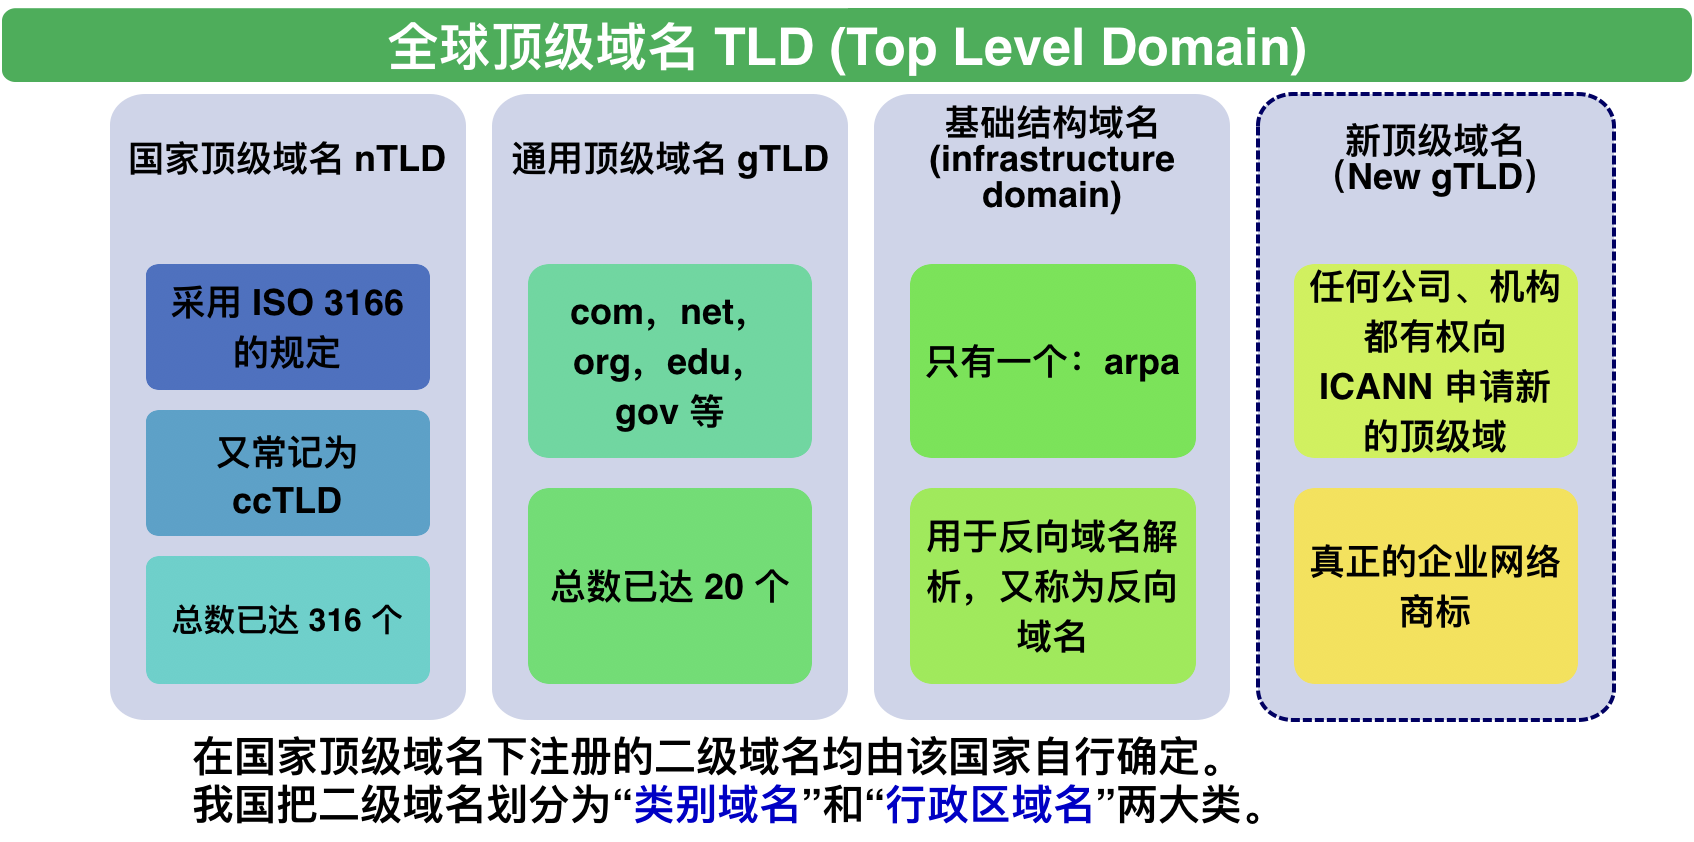 全球顶级域名 TLD (Top Level Domain)
国家顶级域名 nTLD
采用 ISO 3166
的规定
又常记为
ccTLD
总数已达 316 个
通用顶级域名 gTLD
com，net，
org，edu，
gov 等
总数已达 20 个
基础结构域名
(infrastructure
domain)
只有一个：arpa
用于反向域名解
析，又称为反向
域名
新顶级域名
（New gTLD）
任何公司、机构
都有权向
ICANN 申请新
的顶级域
真正的企业网络
商标
在国家顶级域名下注册的二级域名均由该国家自行确定。
我国把二级域名划分为“类别域名”和“行政区域名”两大类。